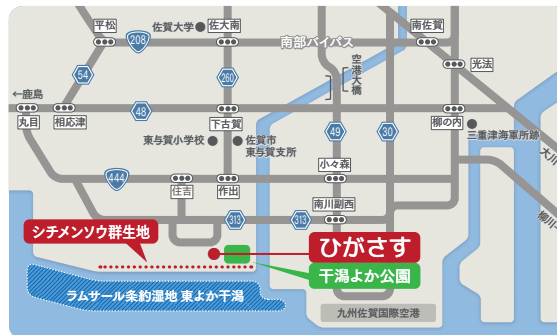 平松
佐賀大学
佐大南
南佐賀
208
南部バイパス
光法
54
260
空港大橋
←鹿島
丸目
相応津
48
下古賀
49
30
柳の内
三重津海軍所跡
東与賀小学校
佐賀市
東与賀支所
大川
小々森
444
住吉
作出
南川副西
柳川
313
313
シチメンソウ群生地
ひがさす
干潟よか公園
ラムサール条約湿地 東よか干潟
九州佐賀国際空港